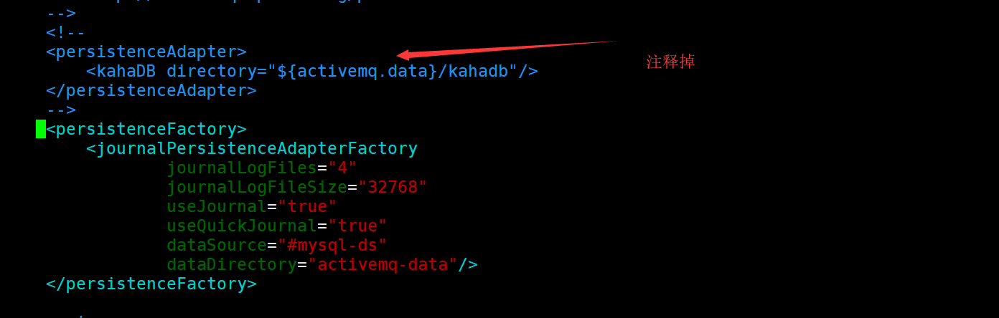 -->
<!--
<persistenceAdapter>
<kahaDB directory="${activemq.data}/kahadb"/>
注释掉
</persistenceAdapter>
-->
<persistenceFactory>
<journalPersistenceAdapterFactory
journalLogFiles="4"
journalLogFileSize="32768"
useJournal="true"
useQuickJournal="true"
dataSource="#mysql-ds"
dataDirectory="activemq-data"/>
</persistenceFactory>